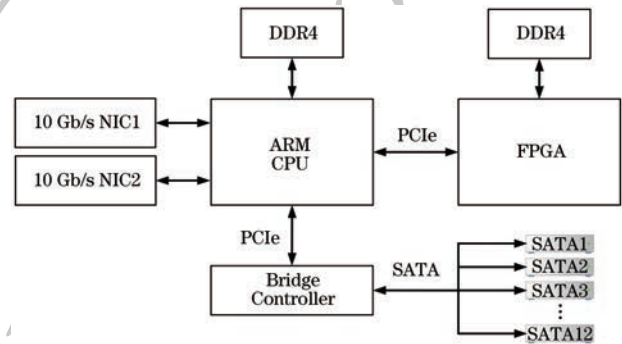 DDR4
DDR4
10 Gb/s NIC1
10 Gb/s NIC2
ARM
CPU
PCIe
FPGA
PCIe
Bridge
Controller
SATA
SATA1
SATA2
SATA3
⋮
SATA12